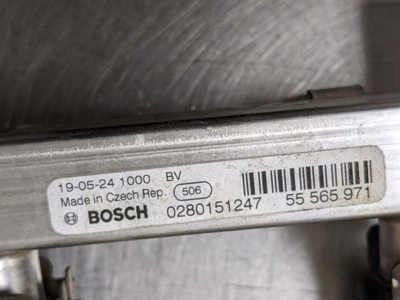 19-05-24 1000 BV
Made in Czech Rep. 506
BOSCH 0280151247 55 565 971